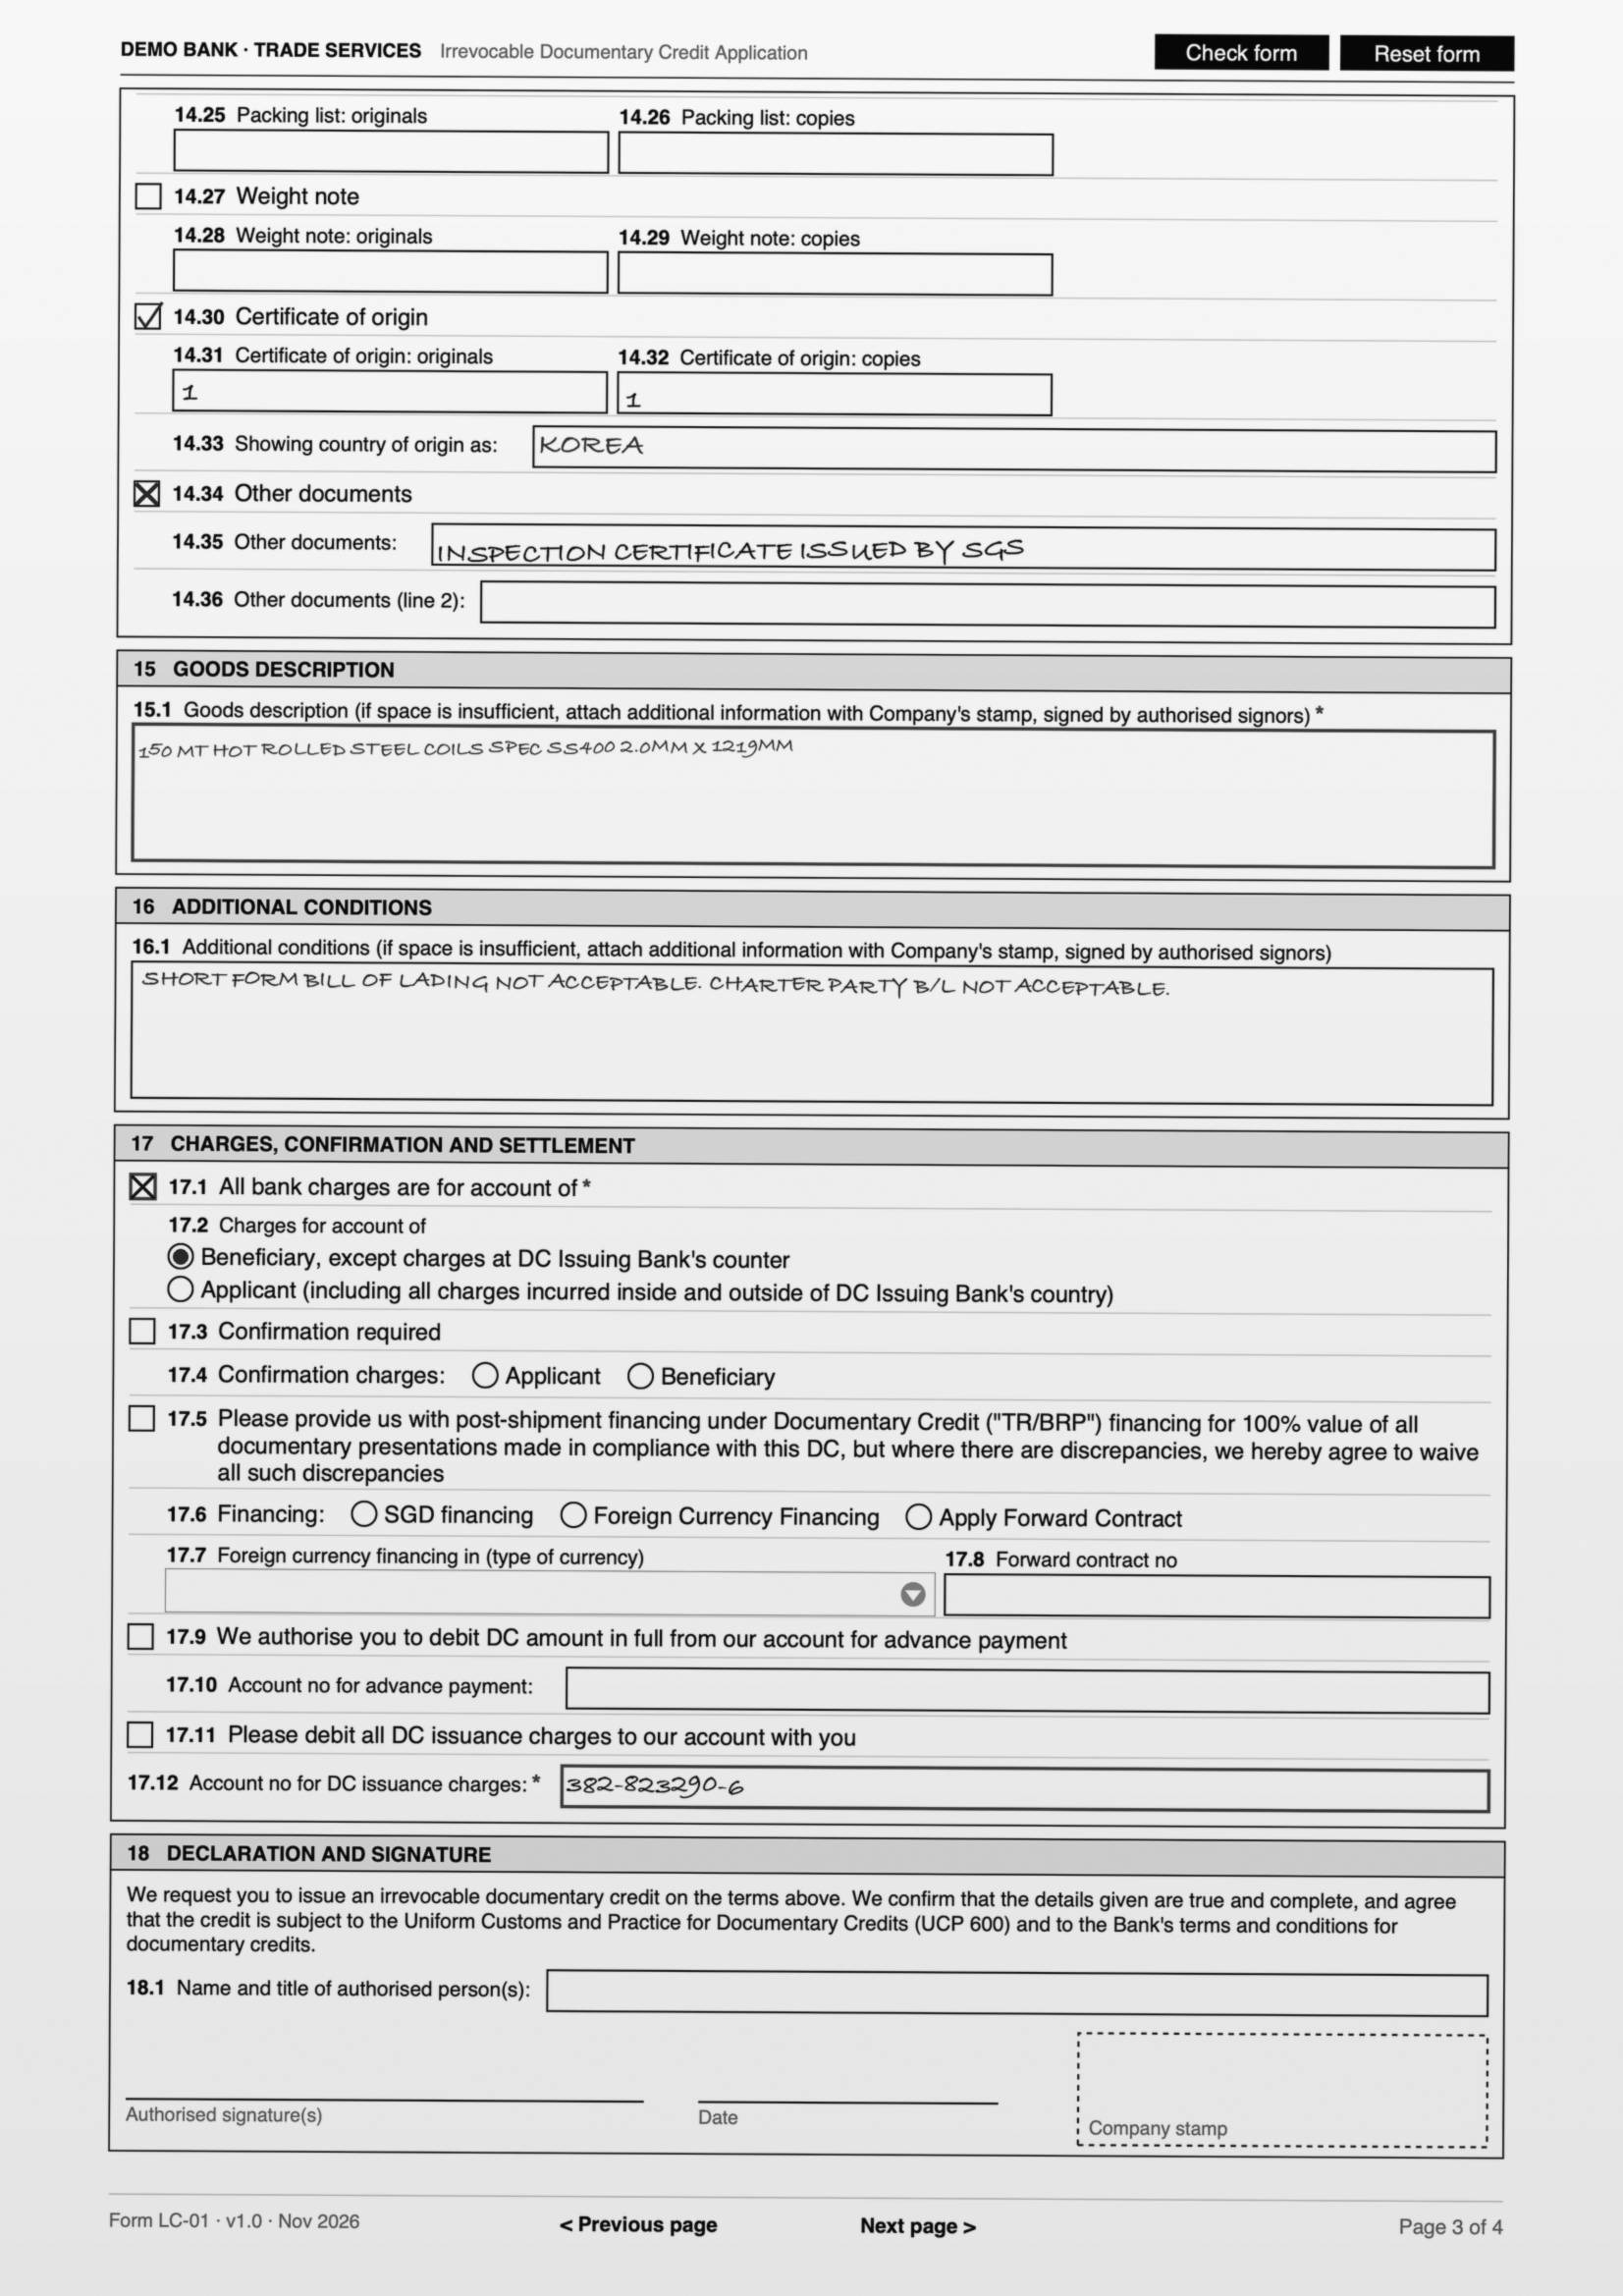 DEMO BANK · TRADE SERVICES Irrevocable Documentary Credit Application Check form Reset form
14.25 Packing list: originals 14.26 Packing list: copies
14.27 Weight note
14.28 Weight note: originals 14.29 Weight note: copies
14.30 Certificate of origin
14.31 Certificate of origin: originals 14.32 Certificate of origin: copies
1 1
14.33 Showing country of origin as: KOREA
14.34 Other documents
14.35 Other documents: INSPECTION CERTIFICATE ISSUED BY SGS
14.36 Other documents (line 2):
15 GOODS DESCRIPTION
15.1 Goods description (if space is insufficient, attach additional information with Company's stamp, signed by authorised signors) *
150 MT HOT ROLLED STEEL COILS SPEC SS400 2.0MM X 1219MM
16 ADDITIONAL CONDITIONS
16.1 Additional conditions (if space is insufficient, attach additional information with Company's stamp, signed by authorised signors)
SHORT FORM BILL OF LADING NOT ACCEPTABLE. CHARTER PARTY B/L NOT ACCEPTABLE.
17 CHARGES, CONFIRMATION AND SETTLEMENT
17.1 All bank charges are for account of *
17.2 Charges for account of
Beneficiary, except charges at DC Issuing Bank's counter
Applicant (including all charges incurred inside and outside of DC Issuing Bank's country)
17.3 Confirmation required
17.4 Confirmation charges: Applicant Beneficiary
17.5 Please provide us with post-shipment financing under Documentary Credit ("TR/BRP") financing for 100% value of all
documentary presentations made in compliance with this DC, but where there are discrepancies, we hereby agree to waive
all such discrepancies
17.6 Financing: SGD financing Foreign Currency Financing Apply Forward Contract
17.7 Foreign currency financing in (type of currency) 17.8 Forward contract no
17.9 We authorise you to debit DC amount in full from our account for advance payment
17.10 Account no for advance payment:
17.11 Please debit all DC issuance charges to our account with you
17.12 Account no for DC issuance charges: * 382-823290-6
18 DECLARATION AND SIGNATURE
We request you to issue an irrevocable documentary credit on the terms above. We confirm that the details given are true and complete, and agree
that the credit is subject to the Uniform Customs and Practice for Documentary Credits (UCP 600) and to the Bank's terms and conditions for
documentary credits.
18.1 Name and title of authorised person(s):
Authorised signature(s) Date Company stamp
Form LC-01 · v1.0 · Nov 2026 < Previous page Next page > Page 3 of 4